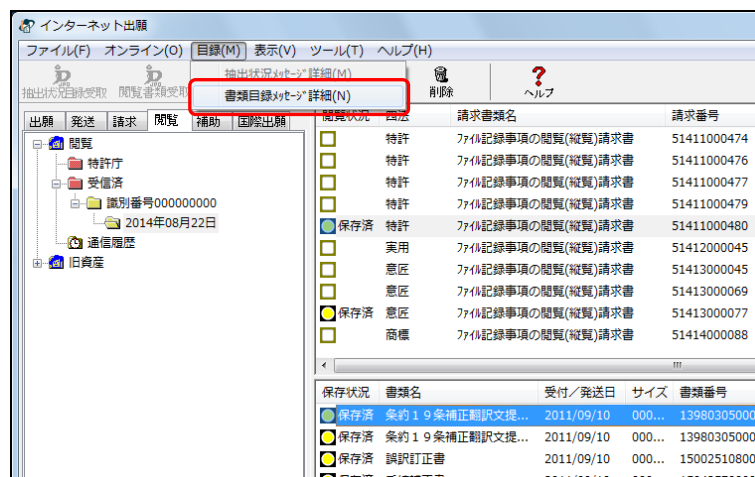 インターネット出願
ファイル(F) オンライン(O) 目録(M) 表示(V) ツール(T) ヘルプ(H)
抽出状況目録受取 閲覧書類受取 削除 ヘルプ
抽出状況ﾒｯｾｰｼﾞ詳細(M)
書類目録ﾒｯｾｰｼﾞ詳細(N)
出願 発送 請求 閲覧 補助 国際出願
閲覧
特許庁
受信済
識別番号000000000
2014年08月22日
通信履歴
旧資産
閲覧状況 四法 請求書類名 請求番号
特許 ﾌｧｲﾙ記録事項の閲覧(縦覧)請求書 51411000474
特許 ﾌｧｲﾙ記録事項の閲覧(縦覧)請求書 51411000476
特許 ﾌｧｲﾙ記録事項の閲覧(縦覧)請求書 51411000477
特許 ﾌｧｲﾙ記録事項の閲覧(縦覧)請求書 51411000479
保存済 特許 ﾌｧｲﾙ記録事項の閲覧(縦覧)請求書 51411000480
実用 ﾌｧｲﾙ記録事項の閲覧(縦覧)請求書 51412000045
意匠 ﾌｧｲﾙ記録事項の閲覧(縦覧)請求書 51413000045
意匠 ﾌｧｲﾙ記録事項の閲覧(縦覧)請求書 51413000069
保存済 意匠 ﾌｧｲﾙ記録事項の閲覧(縦覧)請求書 51413000077
商標 ﾌｧｲﾙ記録事項の閲覧(縦覧)請求書 51414000088
保存状況 書類名 受付／発送日 サイズ 書類番号
保存済 条約１９条補正翻訳文提... 2011/09/10 000... 13980305000
保存済 条約１９条補正翻訳文提... 2011/09/10 000... 13980305000
保存済 誤訳訂正書 2011/09/10 000... 15002510800